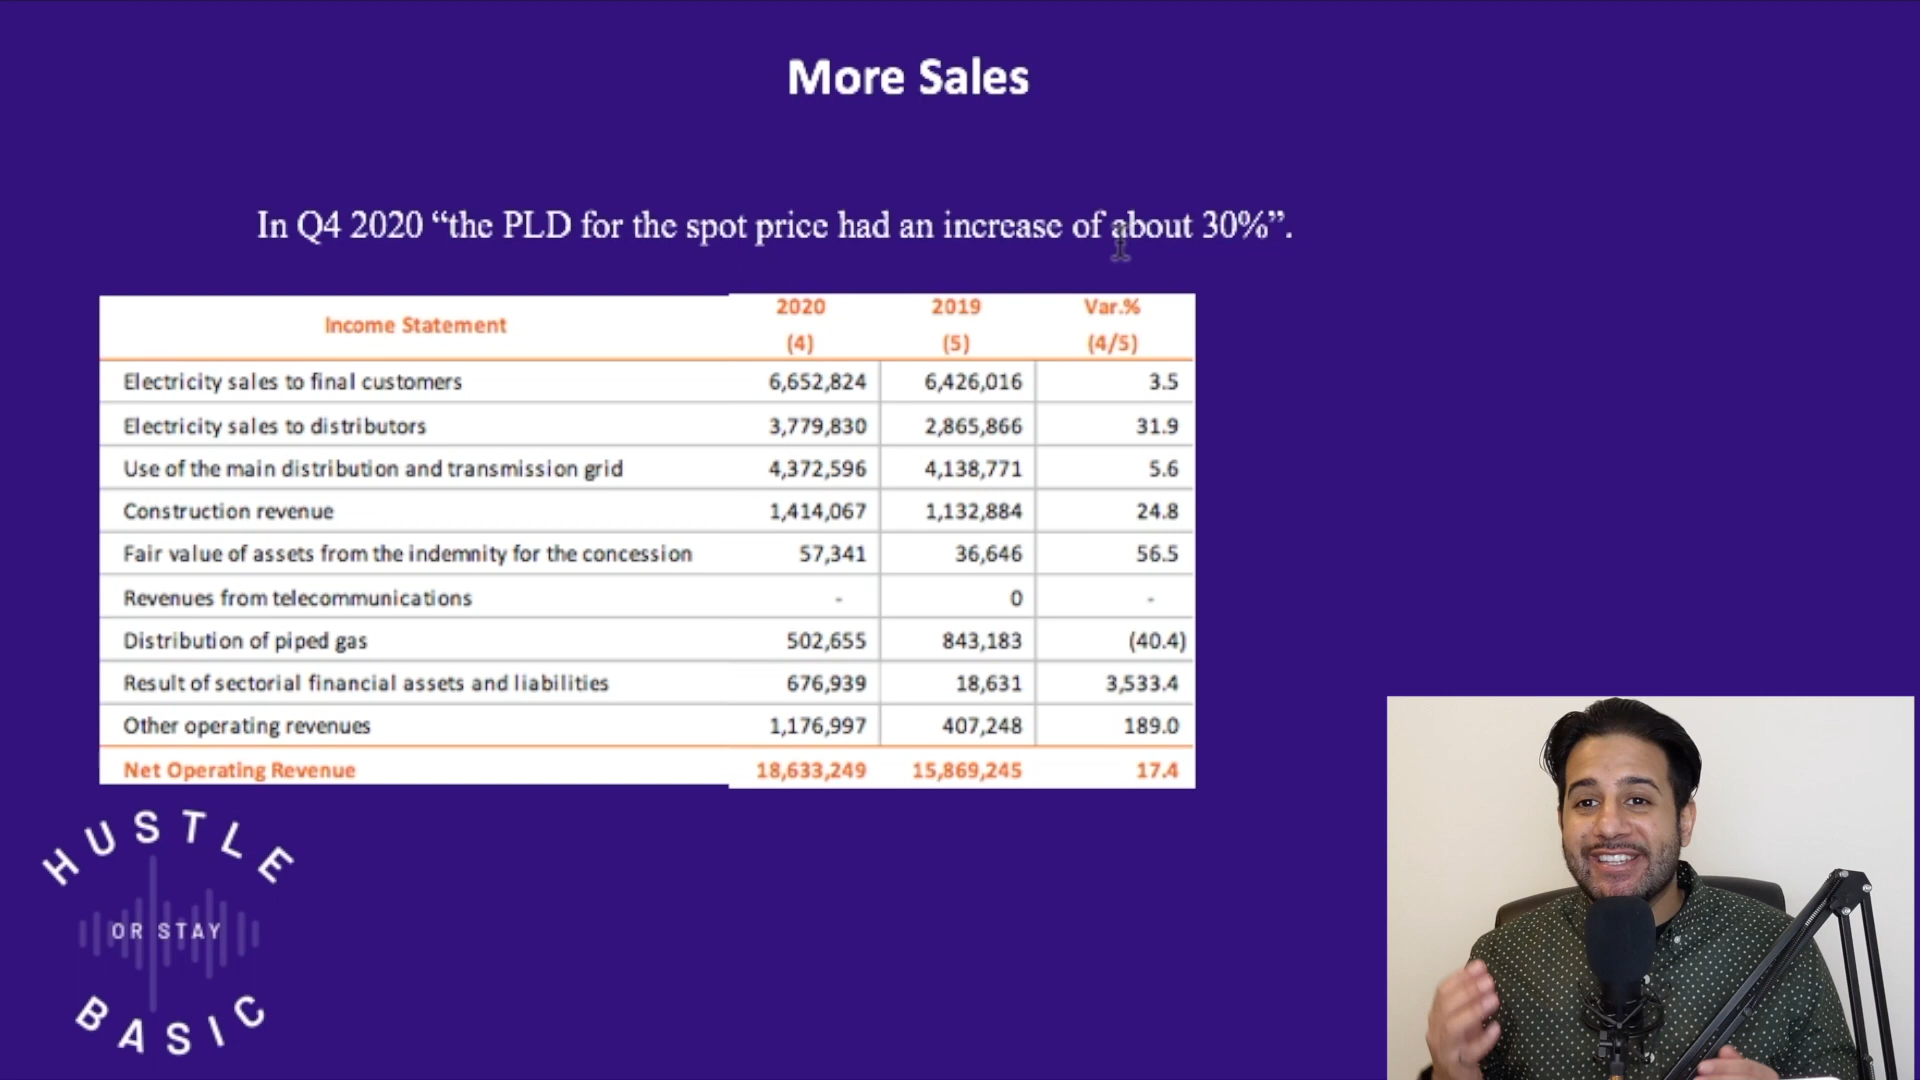 More Sales
In Q4 2020 “the PLD for the spot price had an increase of about 30%”.
Income Statement 2020 2019 Var.%
(4) (5) (4/5)
Electricity sales to final customers 6,652,824 6,426,016 3.5
Electricity sales to distributors 3,779,830 2,865,866 31.9
Use of the main distribution and transmission grid 4,372,596 4,138,771 5.6
Construction revenue 1,414,067 1,132,884 24.8
Fair value of assets from the indemnity for the concession 57,341 36,646 56.5
Revenues from telecommunications - 0 -
Distribution of piped gas 502,655 843,183 (40.4)
Result of sectorial financial assets and liabilities 676,939 18,631 3,533.4
Other operating revenues 1,176,997 407,248 189.0
Net Operating Revenue 18,633,249 15,869,245 17.4
HUSTLE
OR STAY
BASIC